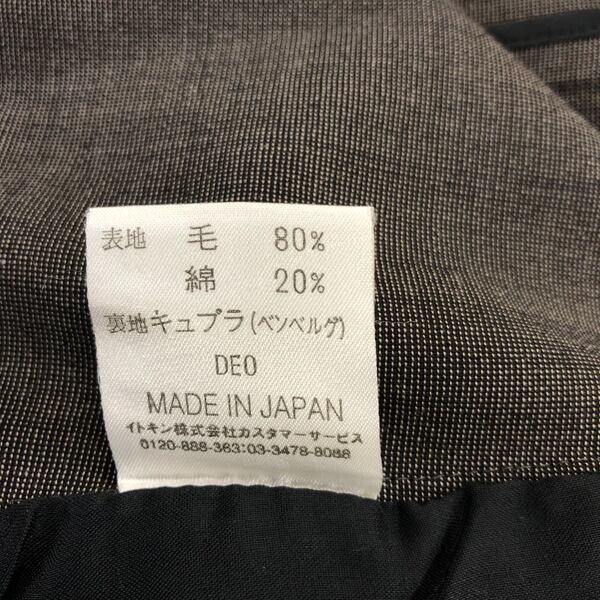 表地 毛 80%
綿 20%
裏地キュプラ(ベンベルグ)
DEO
MADE IN JAPAN
イトキン株式会社カスタマーサービス
0120-888-363:03-3478-8088